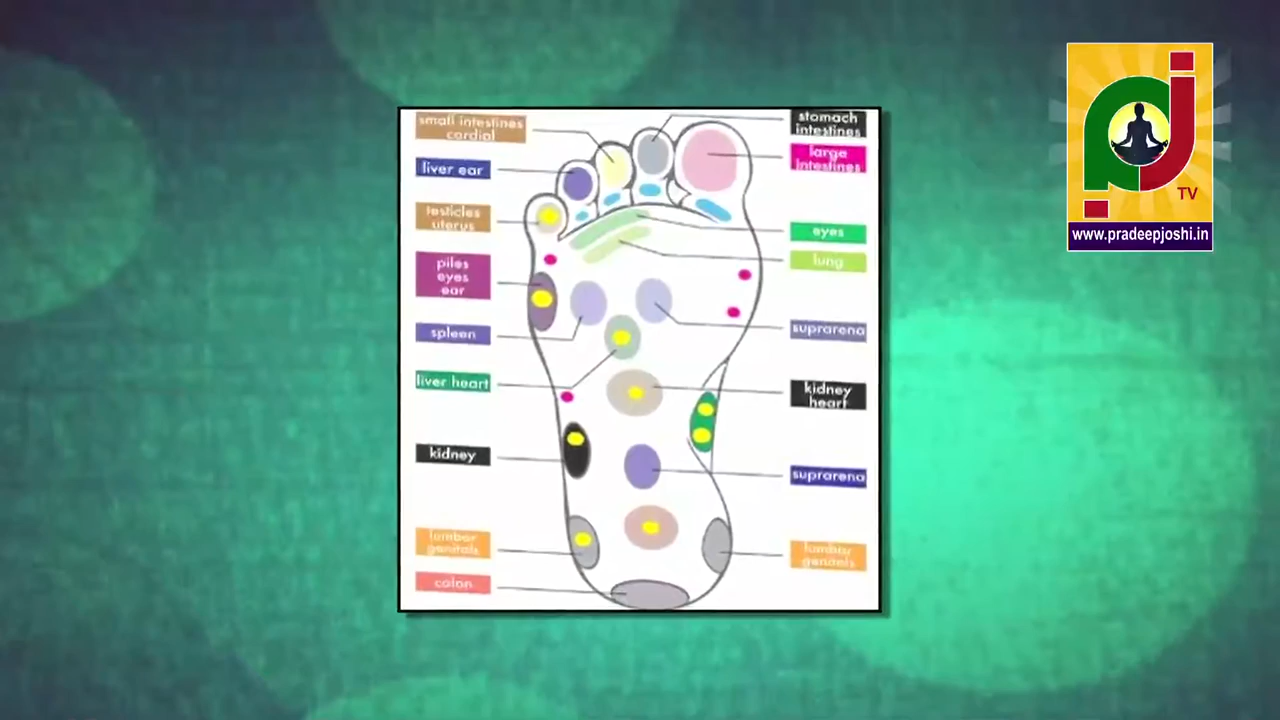 small intestines
cordial
liver ear
testicles
uterus
piles
eyes
ear
spleen
liver heart
kidney
lumbar
genitals
colon
stomach
intestines
large
intestines
eyes
lung
suprarena
kidney
heart
suprarena
lumbar
genitals
PJ
TV
www.pradeepjoshi.in